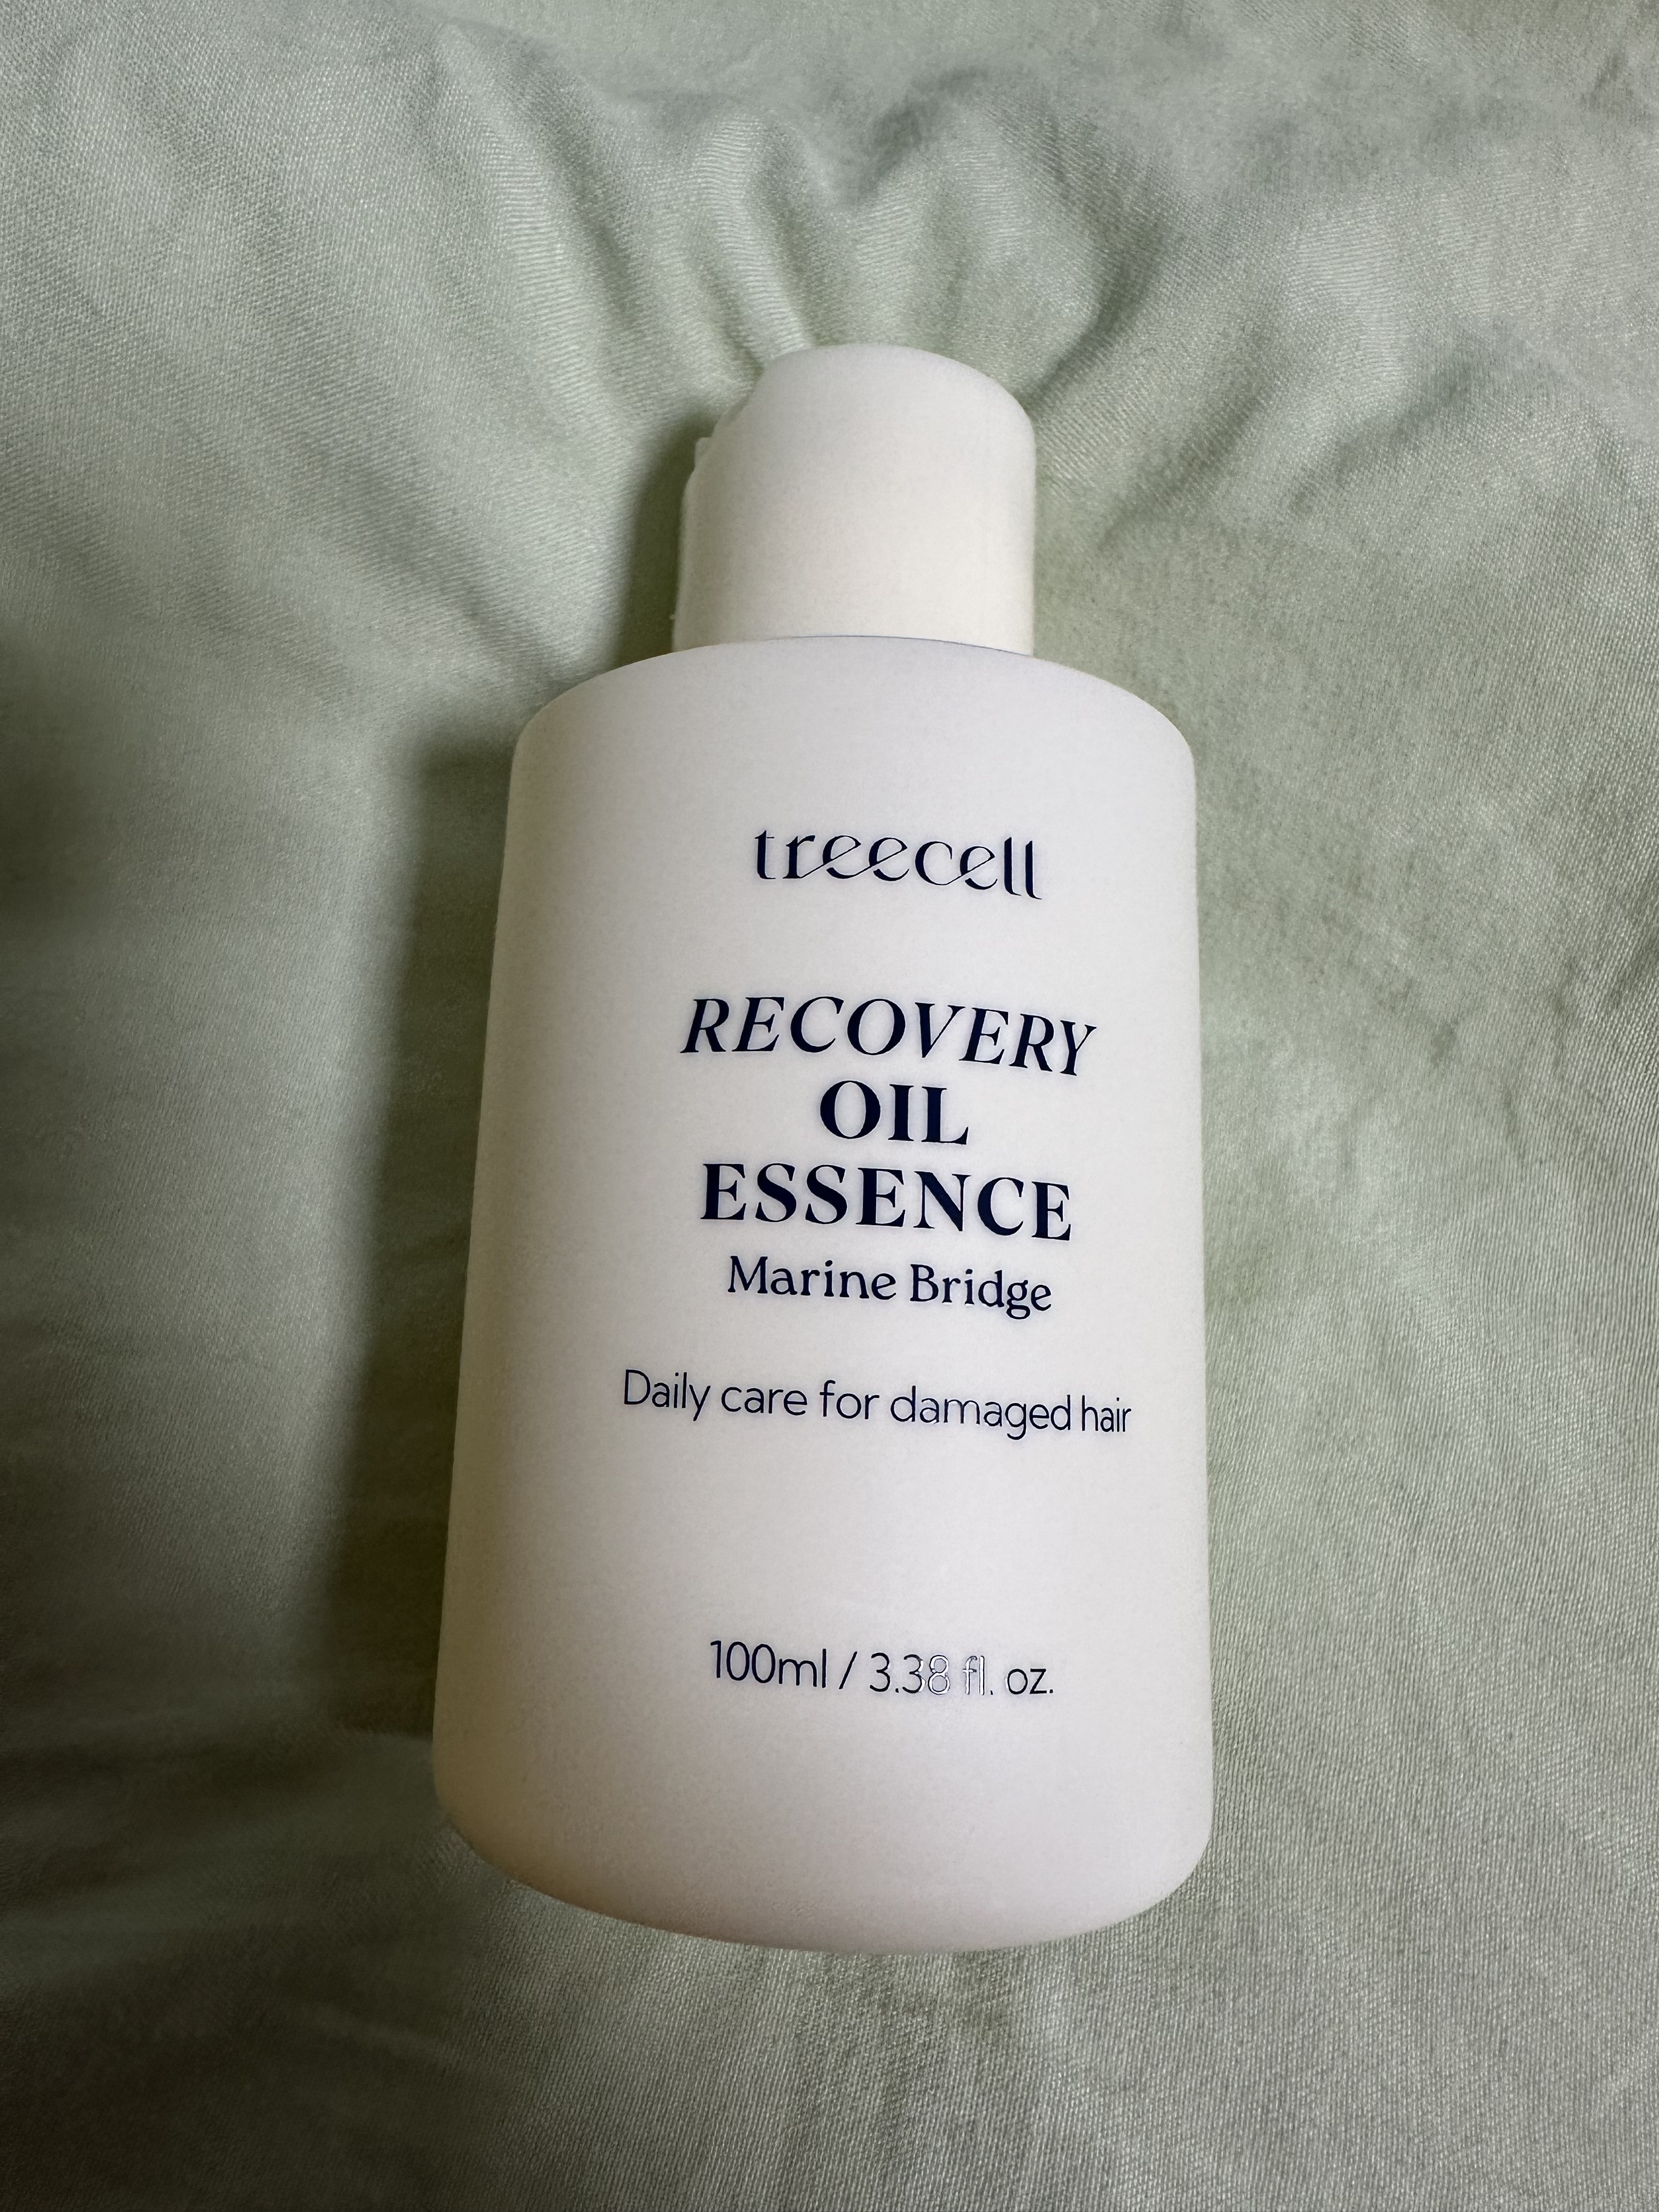 treecell
RECOVERY
OIL
ESSENCE
Marine Bridge
Daily care for damaged hair
100ml / 3.38 fl. oz.